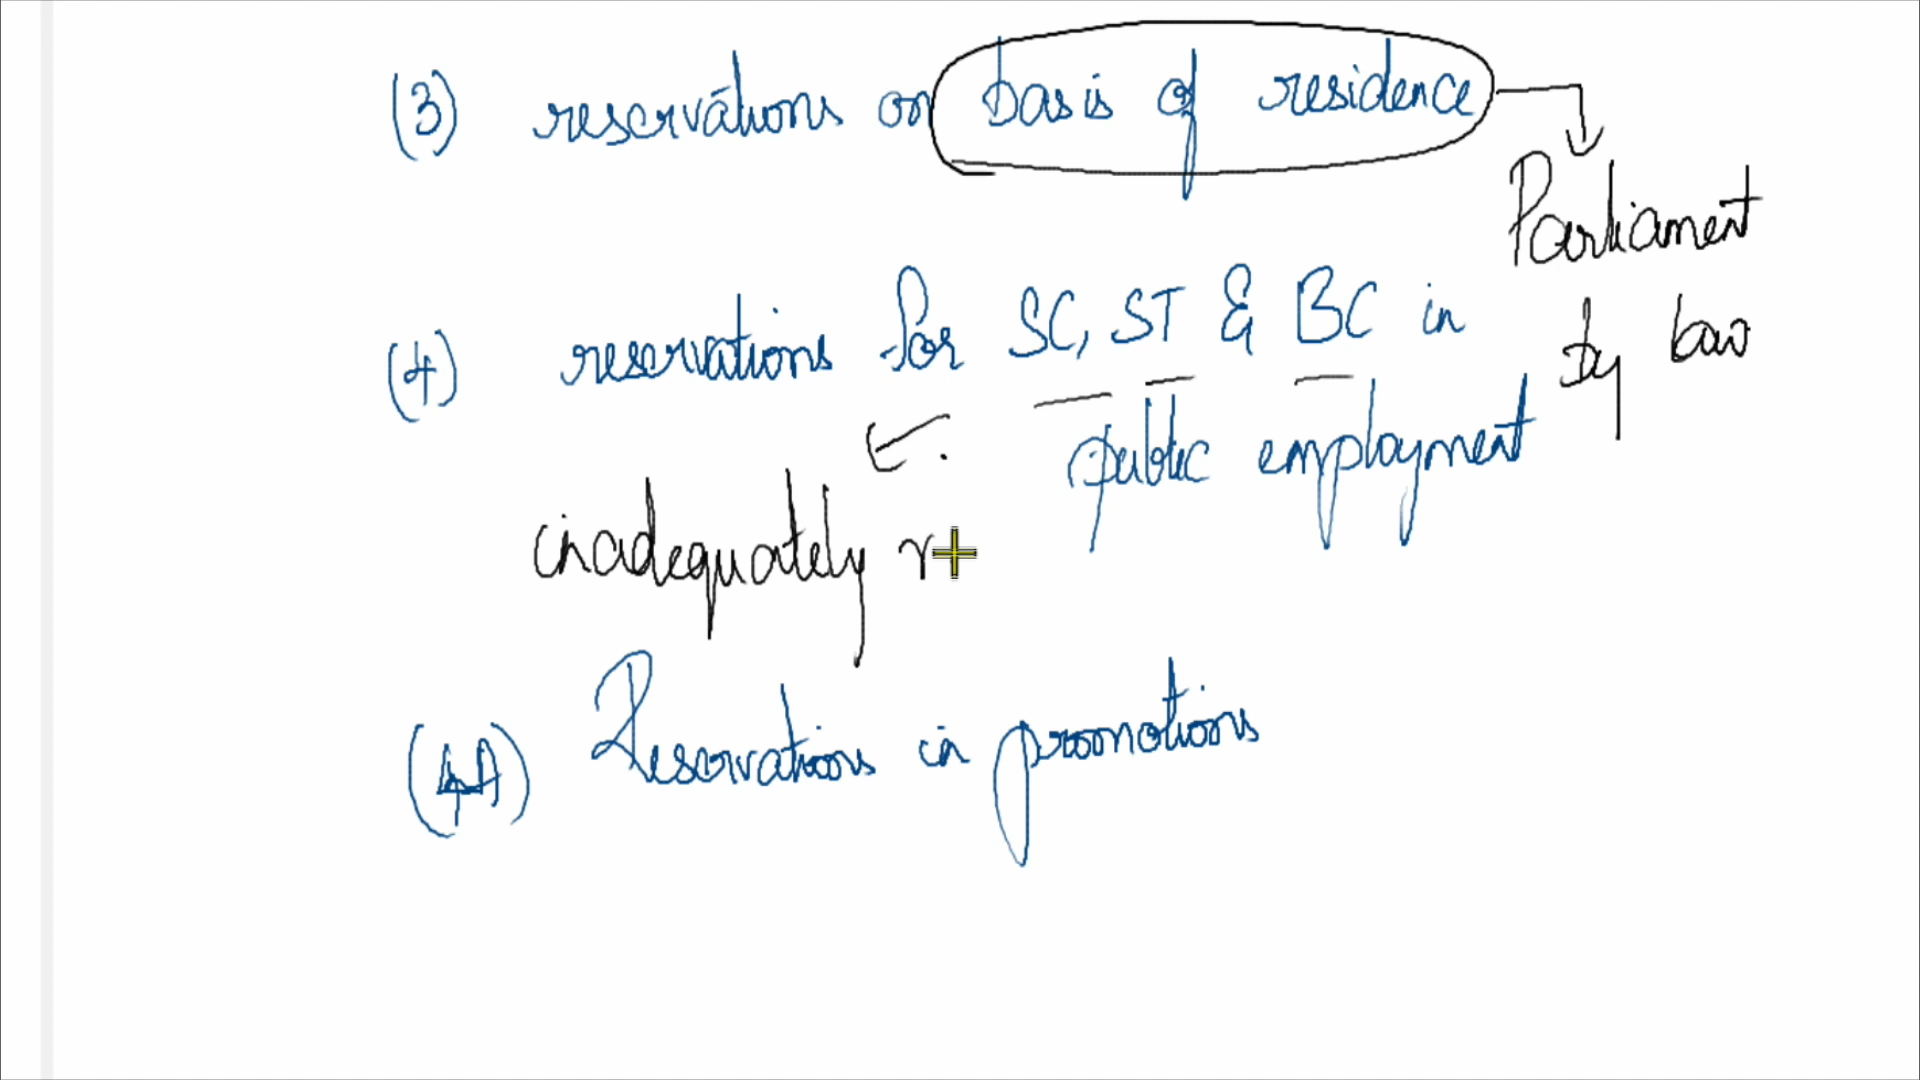 (3) reservations on basis of residence
Parliament
by law
(4) reservations for SC, ST & BC in
public employment
inadequately r
(4A) Reservations in promotions